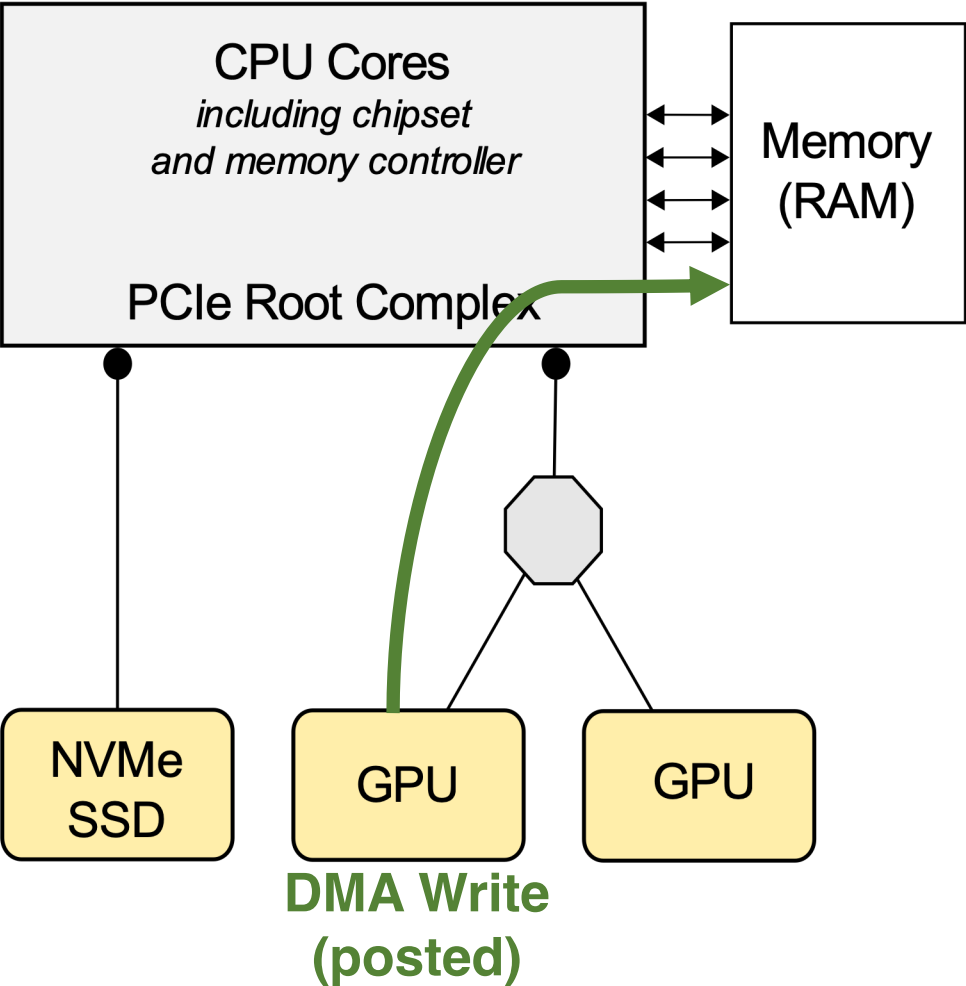 CPU Cores
including chipset
and memory controller
PCIe Root Complex
Memory
(RAM)
NVMe
SSD
GPU
GPU
DMA Write
(posted)